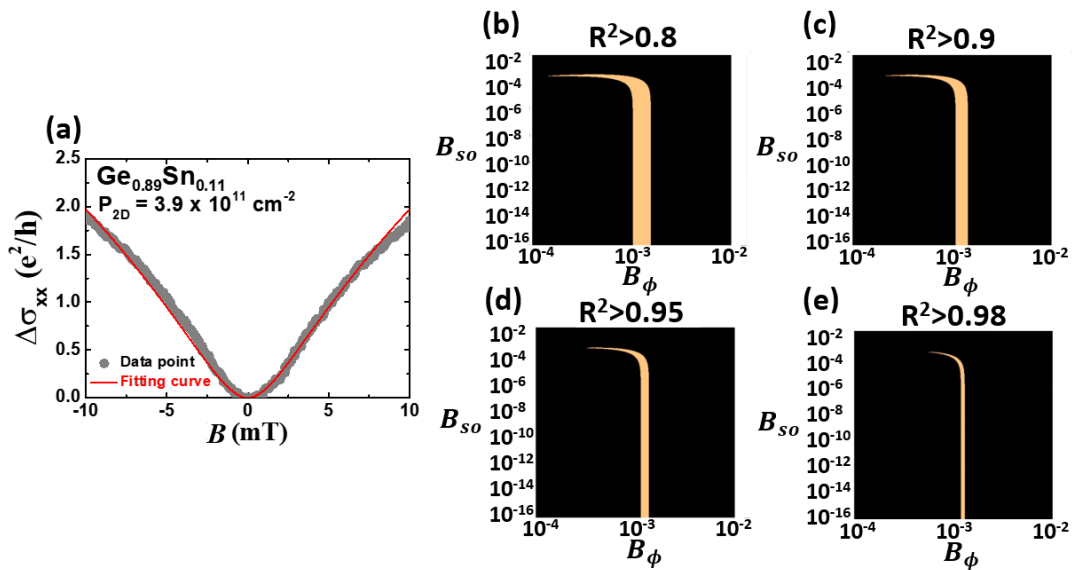 (a)
Ge0.89Sn0.11
P2D = 3.9 x 10^11 cm^-2
Δσxx (e^2/h)
2.5
2.0
1.5
1.0
0.5
0.0
Data point
Fitting curve
-10 -5 0 5 10
B (mT)
(b)
R^2>0.8
Bso
10^-2
10^-4
10^-6
10^-8
10^-10
10^-12
10^-14
10^-16
10^-4 10^-3 10^-2
Bϕ
(c)
R^2>0.9
Bso
10^-2
10^-4
10^-6
10^-8
10^-10
10^-12
10^-14
10^-16
10^-4 10^-3 10^-2
Bϕ
(d)
R^2>0.95
Bso
10^-2
10^-4
10^-6
10^-8
10^-10
10^-12
10^-14
10^-16
10^-4 10^-3 10^-2
Bϕ
(e)
R^2>0.98
Bso
10^-2
10^-4
10^-6
10^-8
10^-10
10^-12
10^-14
10^-16
10^-4 10^-3 10^-2
Bϕ